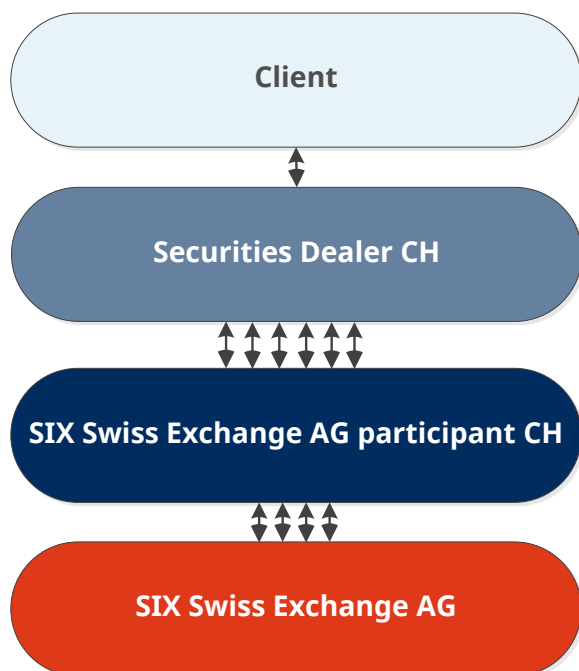 Client
Securities Dealer CH
SIX Swiss Exchange AG participant CH
SIX Swiss Exchange AG